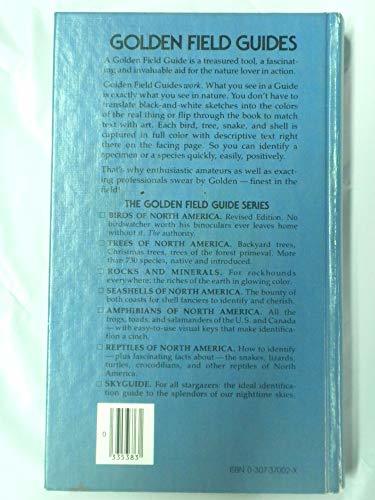 GOLDEN FIELD GUIDES
A Golden Field Guide is a treasured tool, a fascinat-
ing and invaluable aid for the nature lover in action.
Golden Field Guides work. What you see in a Guide
is exactly what you see in nature. You don't have to
translate black-and-white sketches into the colors
of the real thing or flip through the book to match
text with art. Each bird, tree, snake, and shell is
captured in full color with descriptive text right
there on the facing page. So you can identify a
specimen or a species quickly, easily, positively.
That's why enthusiastic amateurs as well as exact-
ing professionals swear by Golden — finest in the
field!
THE GOLDEN FIELD GUIDE SERIES
□ BIRDS OF NORTH AMERICA. Revised Edition. No
birdwatcher worth his binoculars ever leaves home
without it. The authority.
□ TREES OF NORTH AMERICA. Backyard trees,
Christmas trees, trees of the forest primeval. More
than 730 species, native and introduced.
□ ROCKS AND MINERALS. For rockhounds
everywhere: the riches of the earth in glowing color.
□ SEASHELLS OF NORTH AMERICA. The bounty of
both coasts for shell fanciers to identify and cherish.
□ AMPHIBIANS OF NORTH AMERICA. All the
frogs, toads, and salamanders of the U.S. and Canada
— with easy-to-use visual keys that make identifica-
tion a cinch.
□ REPTILES OF NORTH AMERICA. How to identify
— plus fascinating facts about — the snakes, lizards,
turtles, crocodilians, and other reptiles of North
America.
□ SKYGUIDE. For all stargazers: the ideal identifi-
cation guide to the splendors of our nighttime skies.
0
335383
ISBN 0-307-37002-X